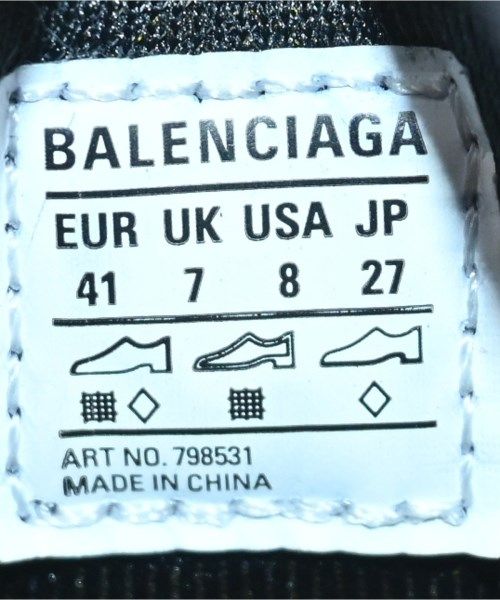 BALENCIAGA
EUR UK USA JP
41 7 8 27
ART NO. 798531
MADE IN CHINA